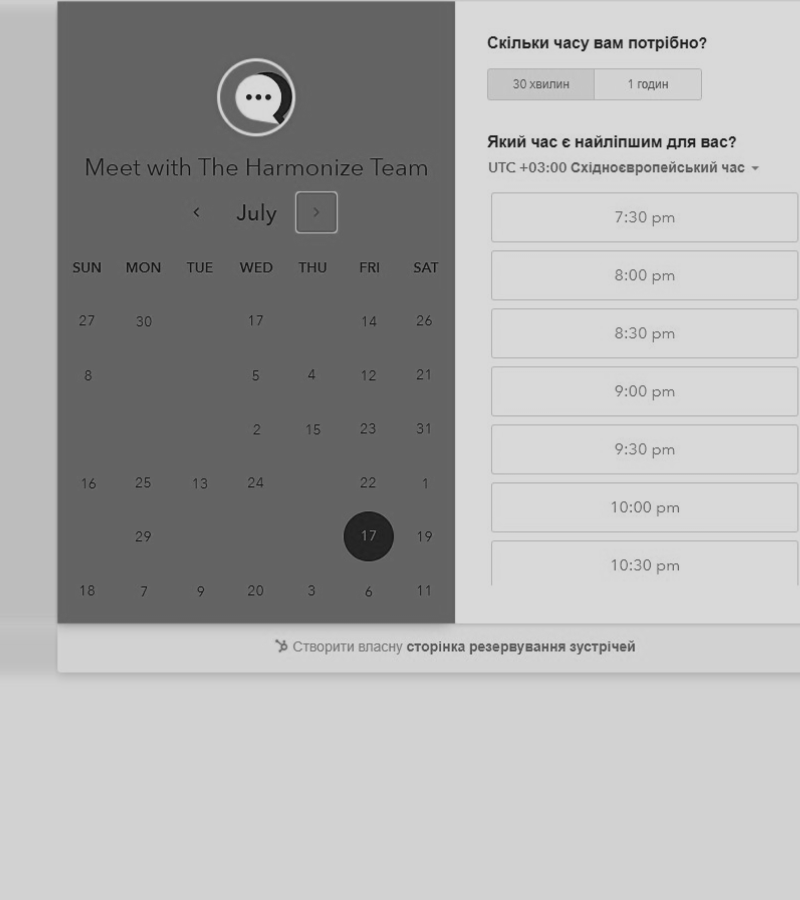 Meet with The Harmonize Team
July
SUN MON TUE WED THU FRI SAT
27 30 17 14 26
8 5 4 12 21
2 15 23 31
16 25 13 24 22 1
29 17 19
18 7 9 20 3 6 11
Скільки часу вам потрібно?
30 хвилин 1 годин
Який час є найліпшим для вас?
UTC +03:00 Східноєвропейський час
7:30 pm
8:00 pm
8:30 pm
9:00 pm
9:30 pm
10:00 pm
10:30 pm
Створити власну сторінка резервування зустрічей